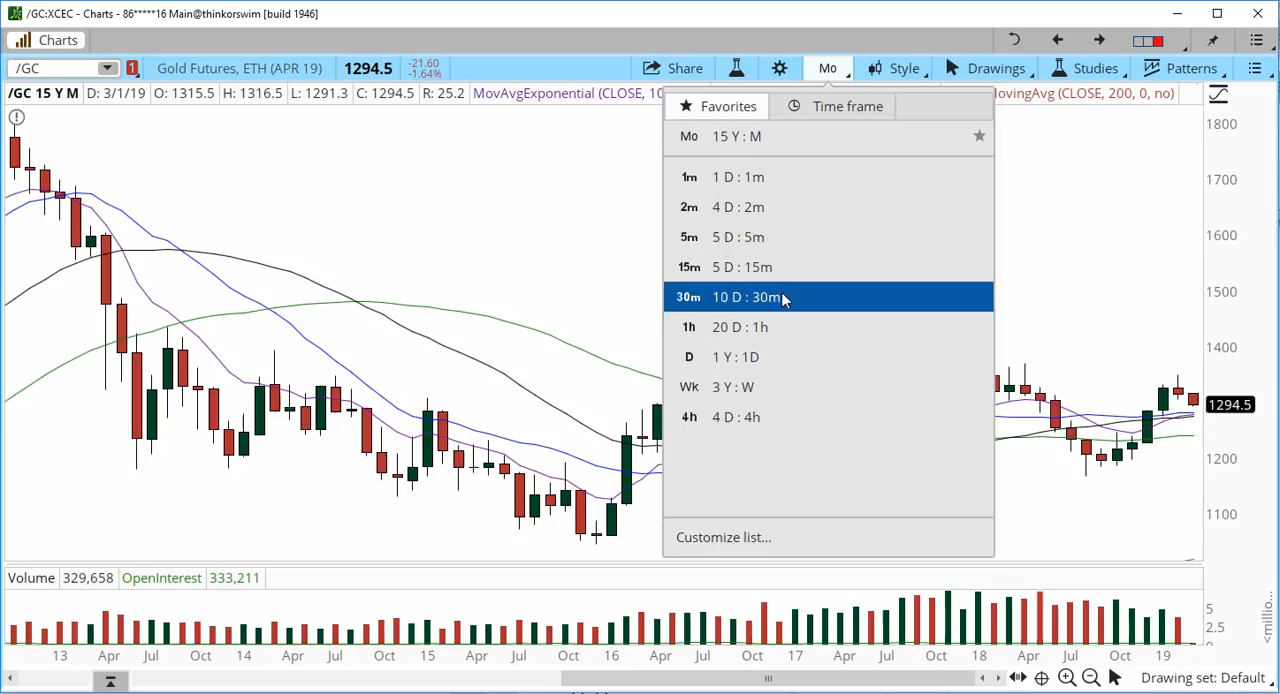 /GC:XCEC - Charts - 86*****16 Main@thinkorswim [build 1946]
Charts
/GC 1 Gold Futures, ETH (APR 19) 1294.5 -21.60 -1.64% Share Mo Style Drawings Studies Patterns
/GC 15 Y M D: 3/1/19 O: 1315.5 H: 1316.5 L: 1291.3 C: 1294.5 R: 25.2 MovAvgExponential (CLOSE, 10 ovingAvg (CLOSE, 200, 0, no)
Favorites Time frame
Mo 15 Y : M
1m 1 D : 1m
2m 4 D : 2m
5m 5 D : 5m
15m 5 D : 15m
30m 10 D : 30m
1h 20 D : 1h
D 1 Y : 1D
Wk 3 Y : W
4h 4 D : 4h
Customize list...
1800
1700
1600
1500
1400
1294.5
1200
1100
Volume 329,658 OpenInterest 333,211
5
2.5
<millio...
13 Apr Jul Oct 14 Apr Jul Oct 15 Apr Jul Oct 16 Apr Jul Oct 17 Apr Jul Oct 18 Apr Jul Oct 19
Drawing set: Default